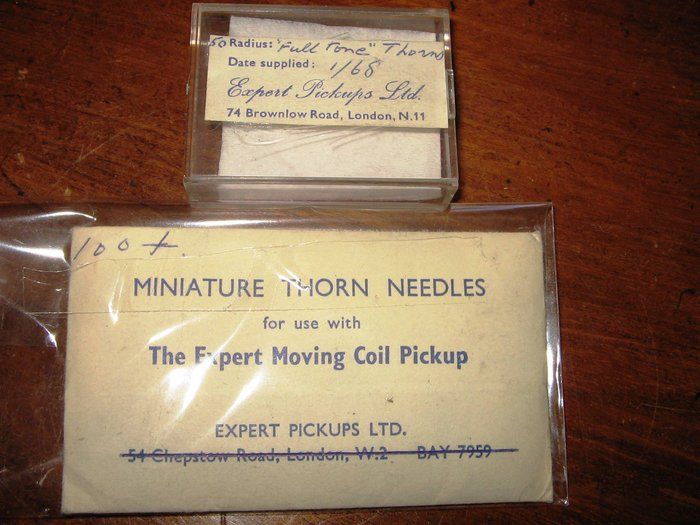 50 Radius: "Full Tone" Thorns
Date supplied: 1/68
Expert Pickups Ltd.
74 Brownlow Road, London, N.11
100+.
MINIATURE THORN NEEDLES
for use with
The Expert Moving Coil Pickup
EXPERT PICKUPS LTD.
54 Chepstow Road, London, W.2 BAY 7959